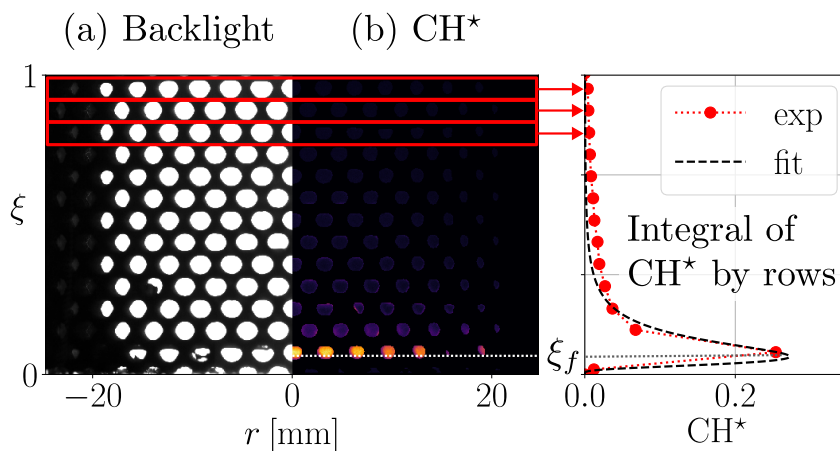 (a) Backlight (b) CH⋆
1
ξ
0
−20 0 20
r [mm]
exp
fit
Integral of
CH⋆ by rows
ξf
0.0 0.2
CH⋆